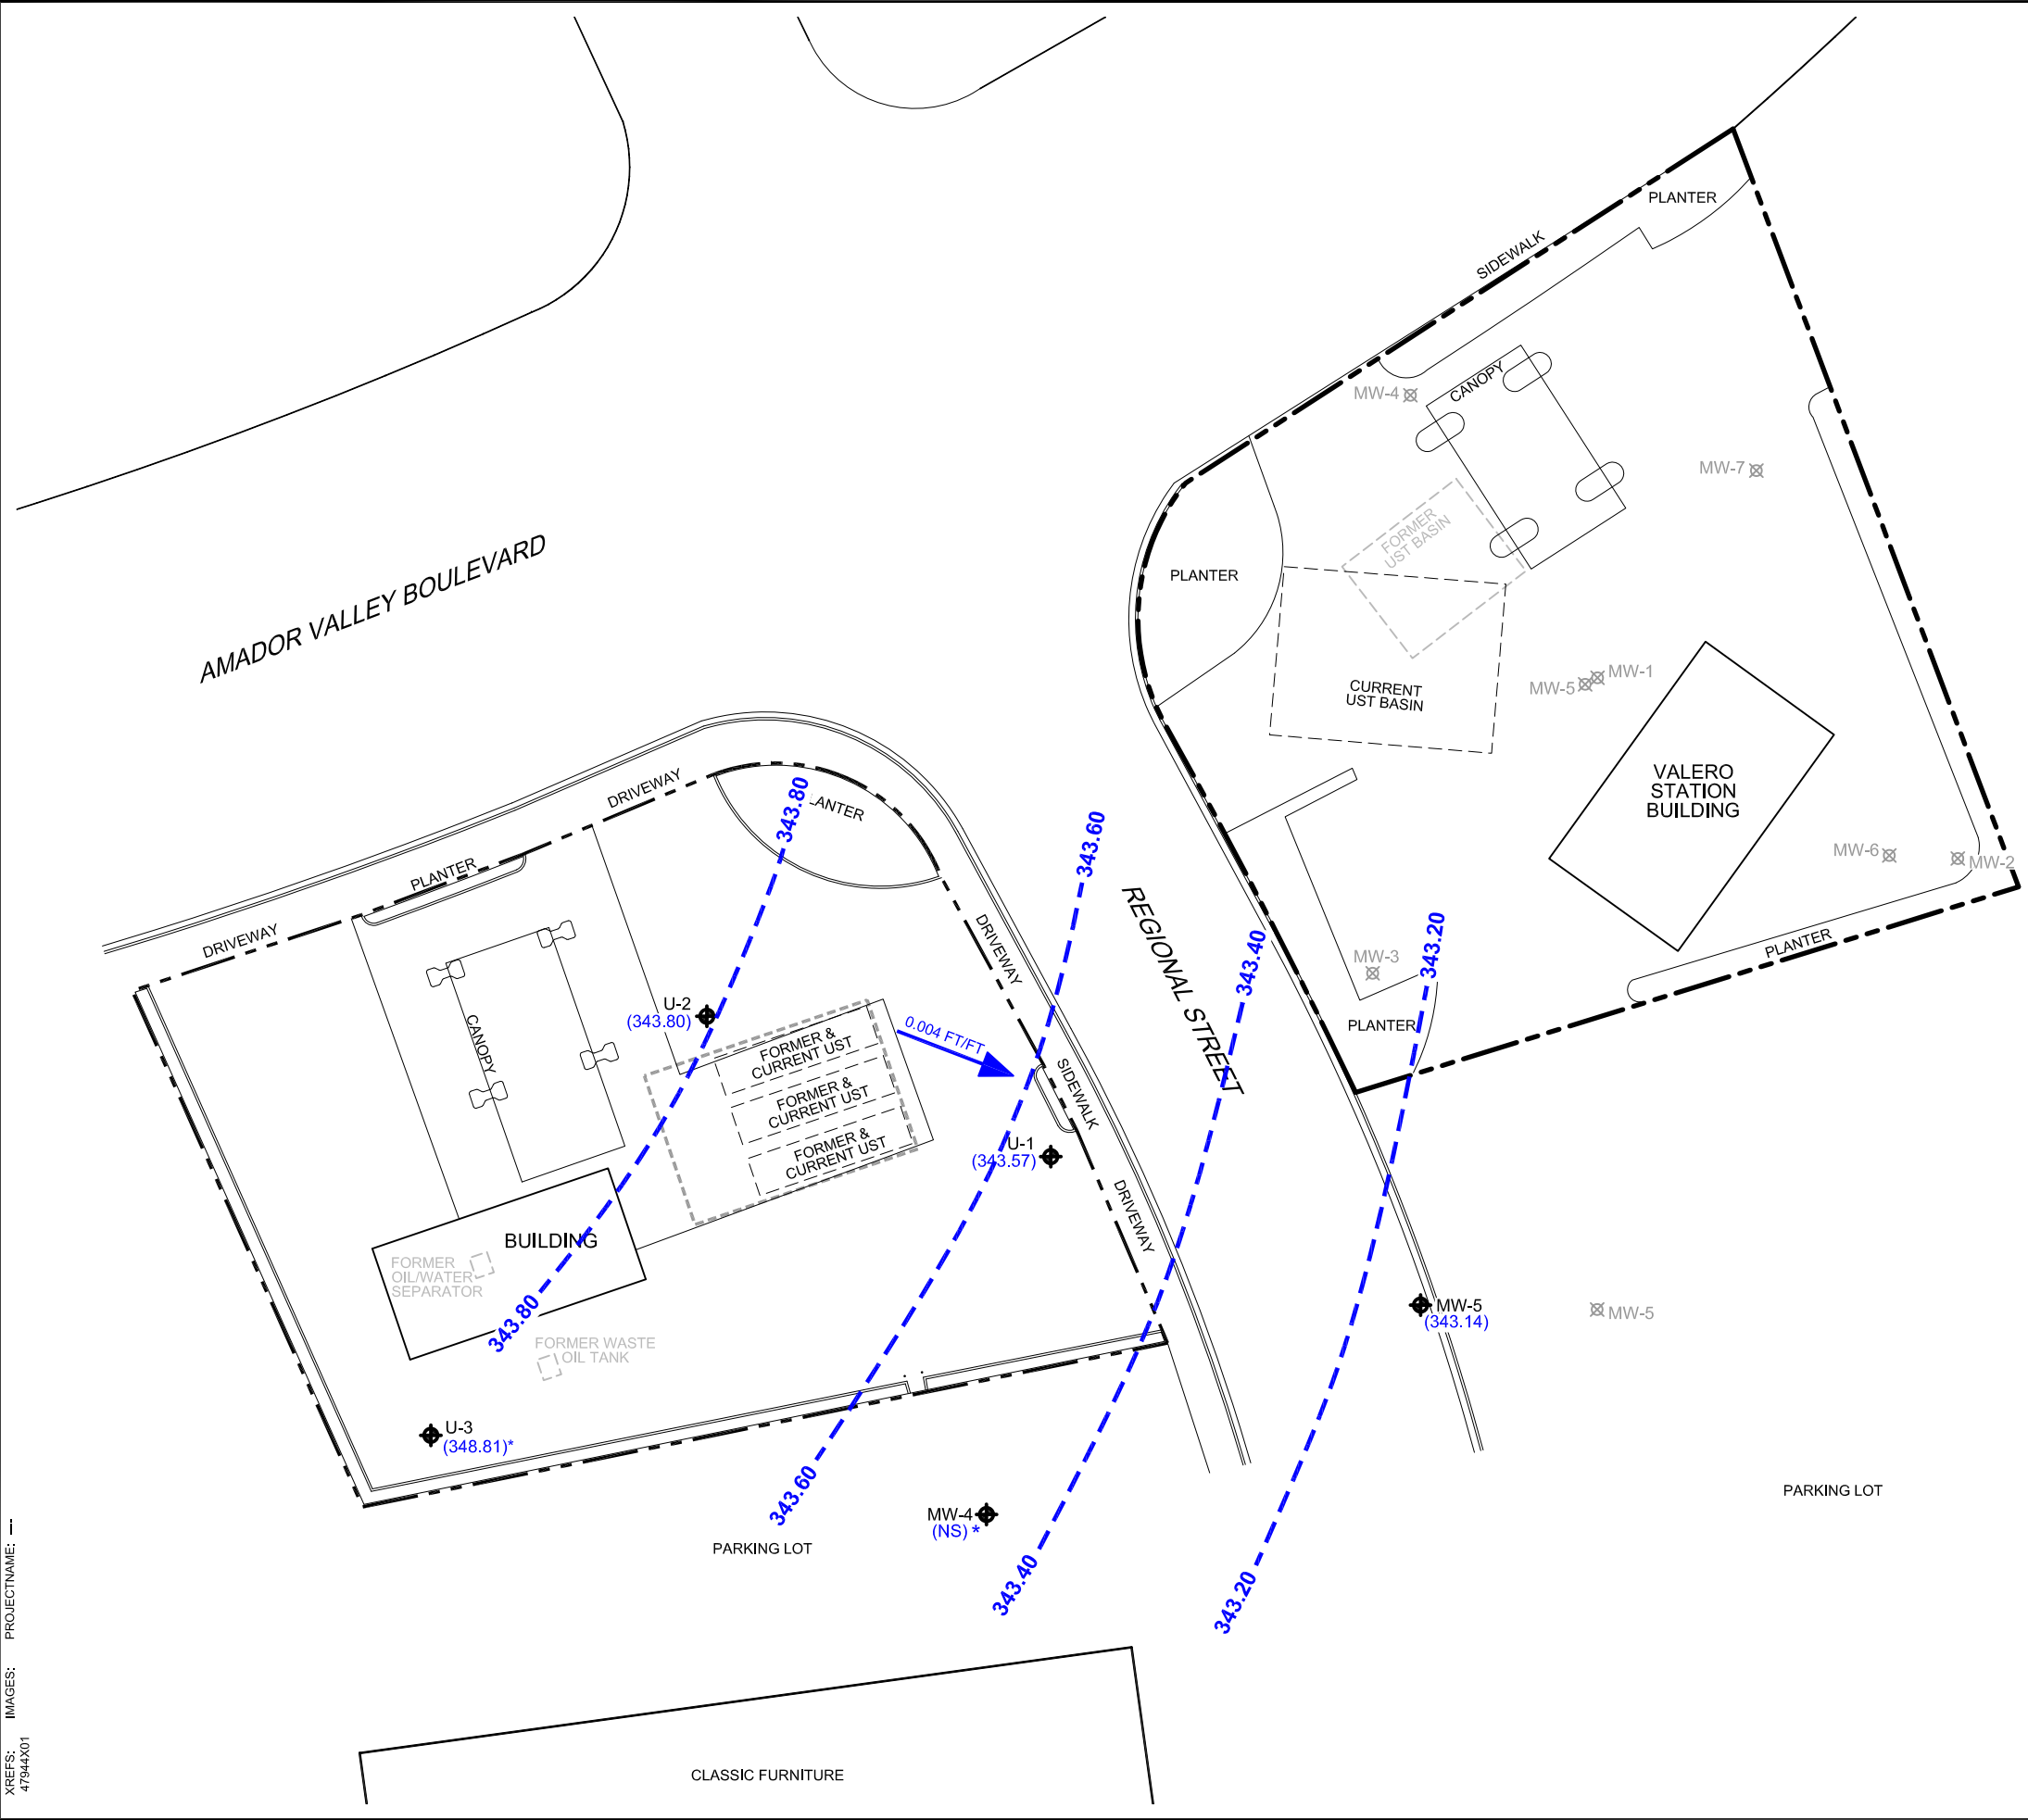 PLANTER
SIDEWALK
CANOPY
MW-4
MW-7
FORMER
UST BASIN
AMADOR VALLEY BOULEVARD
PLANTER
MW-1
MW-5
CURRENT
UST BASIN
VALERO
STATION
BUILDING
DRIVEWAY
343.80
LANTER
343.60
MW-6
MW-2
PLANTER
DRIVEWAY
REGIONAL STREET
343.40
343.20
DRIVEWAY
PLANTER
MW-3
PLANTER
U-2
(343.80)
CANOPY
FORMER &
CURRENT UST
FORMER &
CURRENT UST
FORMER &
CURRENT UST
0.004 FT/FT
SIDEWALK
U-1
(343.57)
DRIVEWAY
BUILDING
FORMER
OIL/WATER
SEPARATOR
343.80
FORMER WASTE
OIL TANK
MW-5
(343.14)
MW-5
U-3
(348.81)*
343.60
MW-4
(NS) *
PARKING LOT
PARKING LOT
343.40
343.20
CLASSIC FURNITURE
XREFS: IMAGES: PROJECTNAME: ---
47944X01